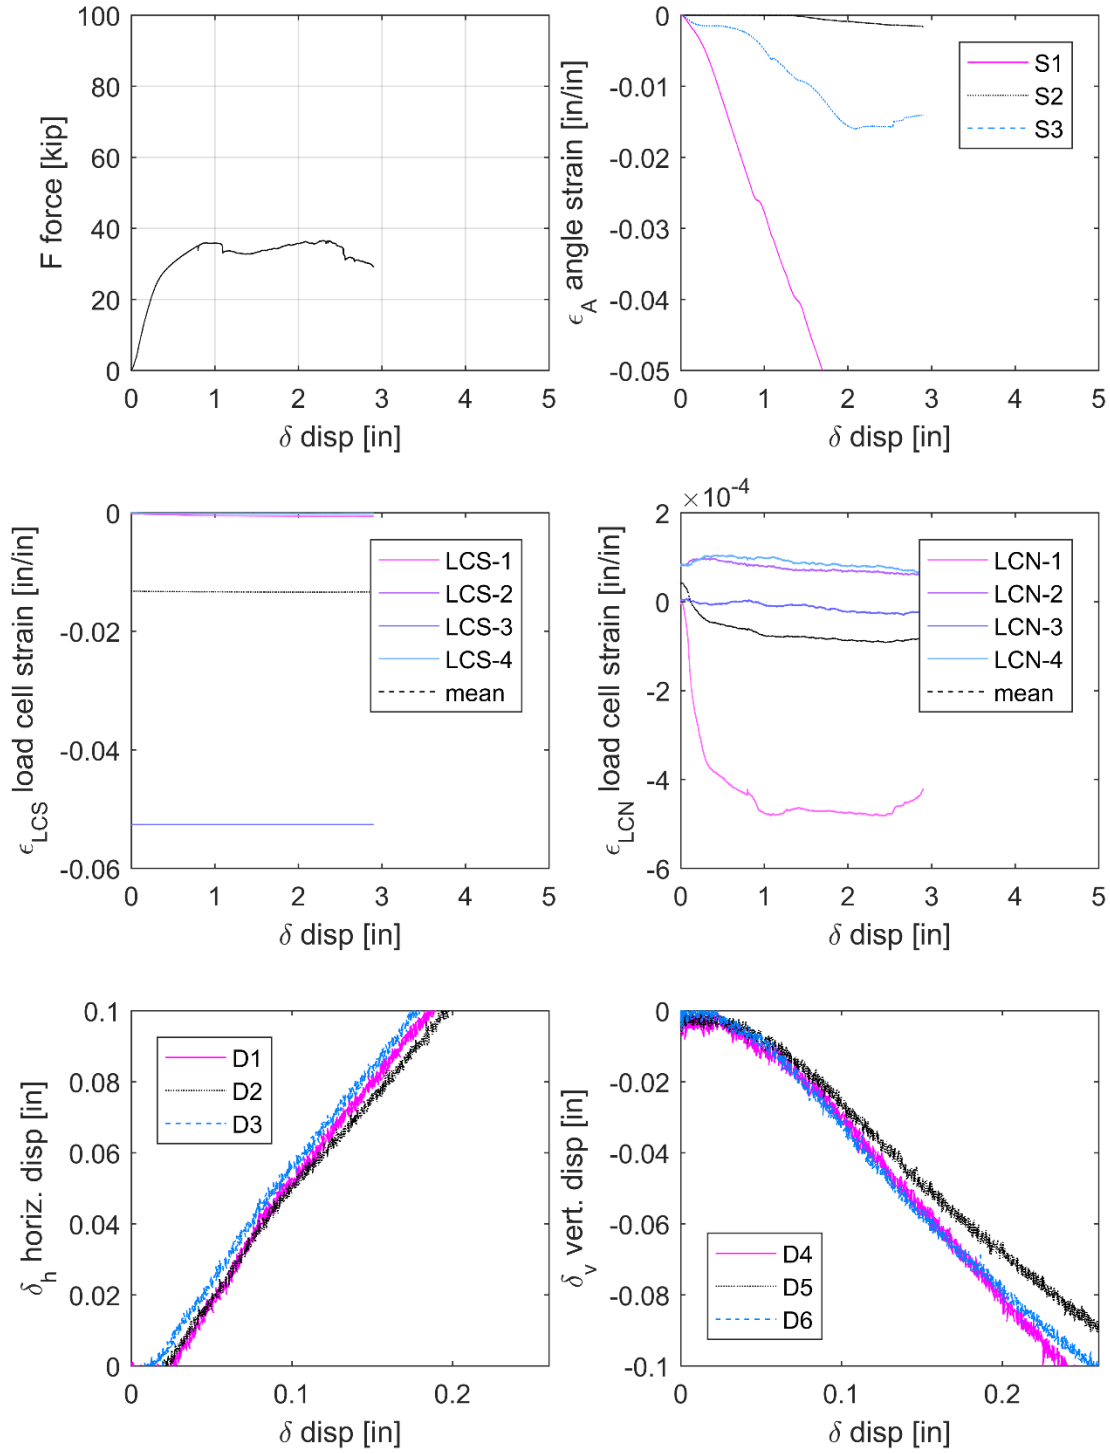 F force [kip]
100
80
60
40
20
0
0 1 2 3 4 5
δ disp [in]
ϵ_A angle strain [in/in]
0
-0.01
-0.02
-0.03
-0.04
-0.05
0 1 2 3 4 5
δ disp [in]
S1
S2
S3
ϵ_LCS load cell strain [in/in]
0
-0.02
-0.04
-0.06
0 1 2 3 4 5
δ disp [in]
LCS-1
LCS-2
LCS-3
LCS-4
mean
×10^-4
ϵ_LCN load cell strain [in/in]
2
0
-2
-4
-6
0 1 2 3 4 5
δ disp [in]
LCN-1
LCN-2
LCN-3
LCN-4
mean
δ_h horiz. disp [in]
0.1
0.08
0.06
0.04
0.02
0
0 0.1 0.2
δ disp [in]
D1
D2
D3
δ_v vert. disp [in]
0
-0.02
-0.04
-0.06
-0.08
-0.1
0 0.1 0.2
δ disp [in]
D4
D5
D6